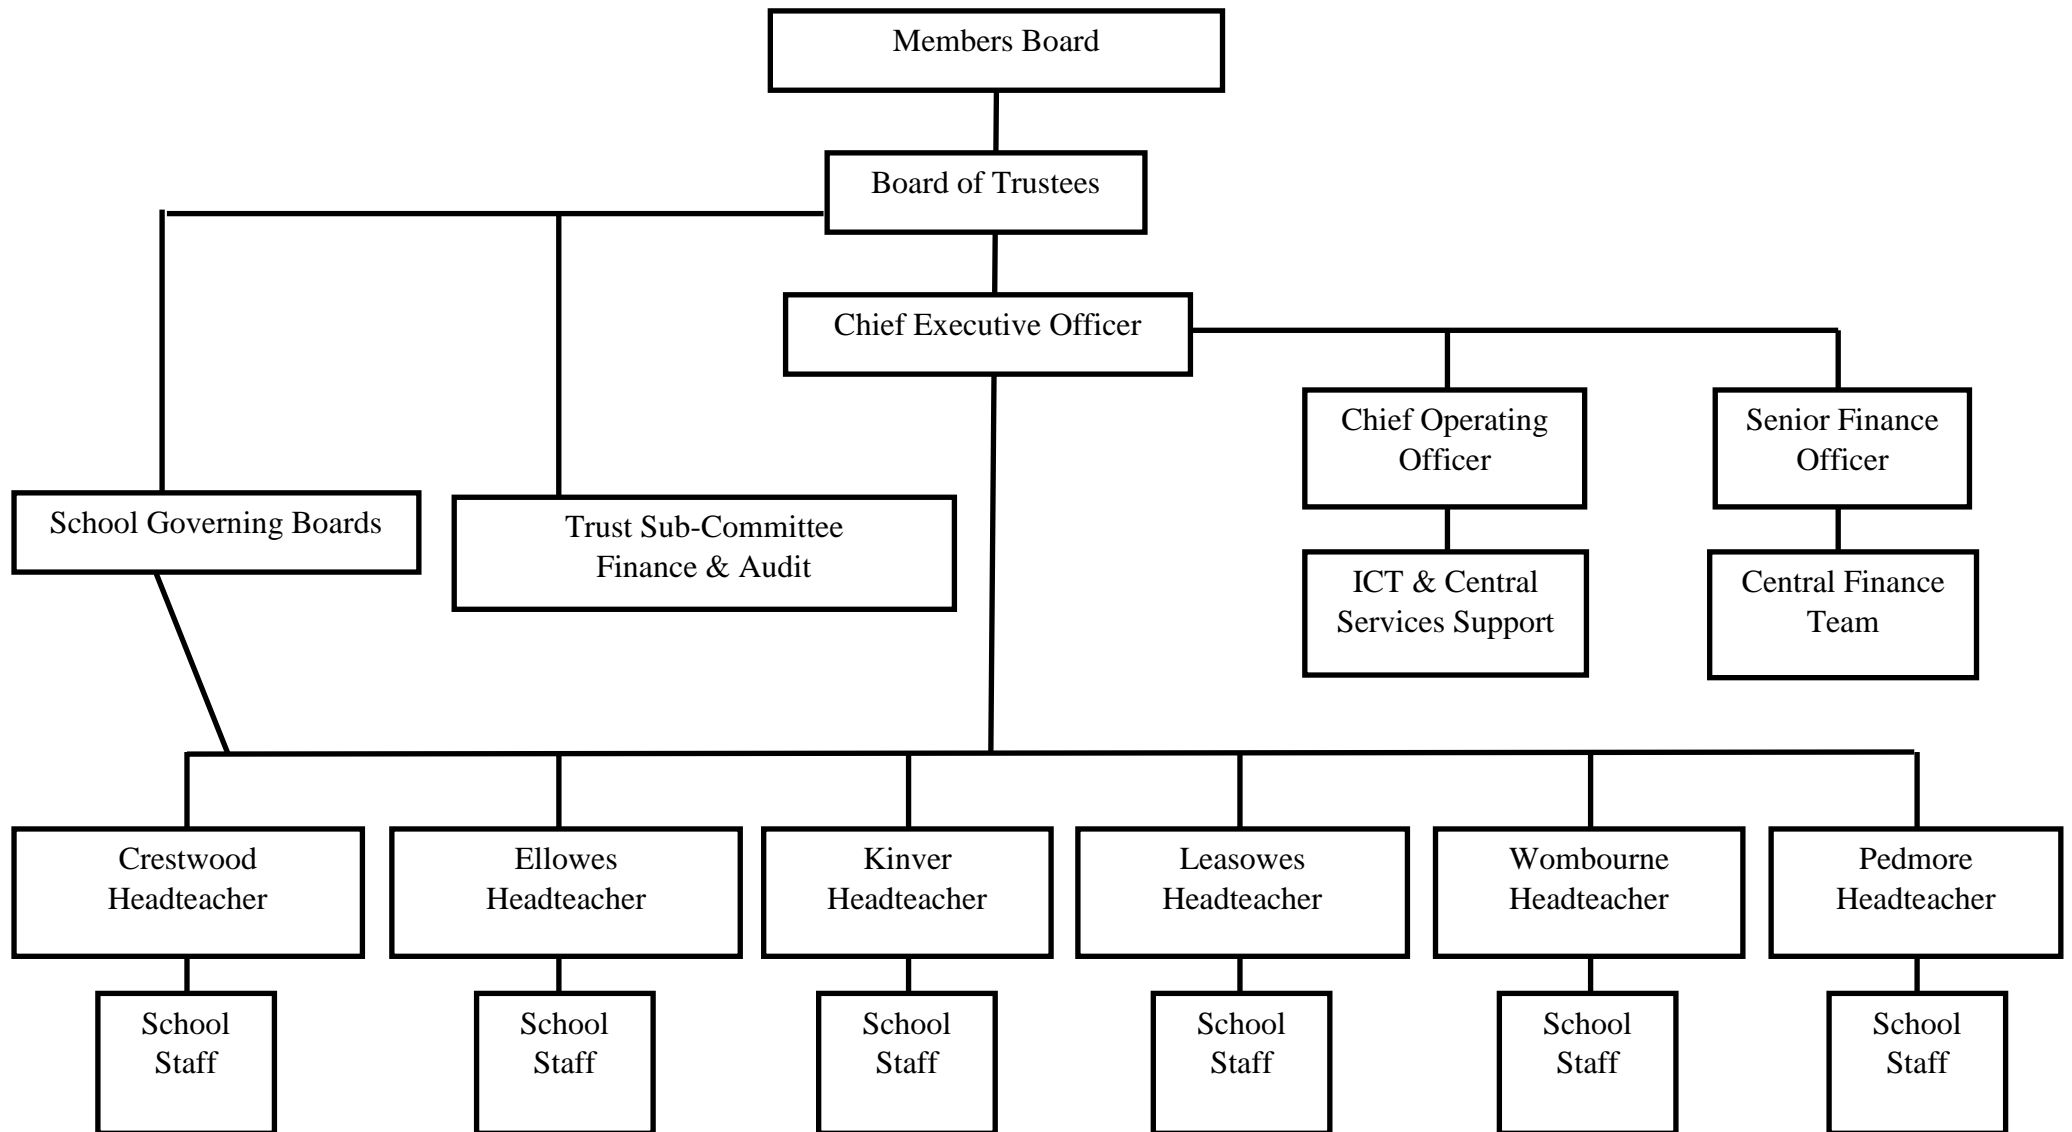 Members Board
Board of Trustees
Chief Executive Officer
Chief Operating
Officer
Senior Finance
Officer
School Governing Boards
Trust Sub-Committee
Finance & Audit
ICT & Central
Services Support
Central Finance
Team
Crestwood
Headteacher
Ellowes
Headteacher
Kinver
Headteacher
Leasowes
Headteacher
Wombourne
Headteacher
Pedmore
Headteacher
School
Staff
School
Staff
School
Staff
School
Staff
School
Staff
School
Staff